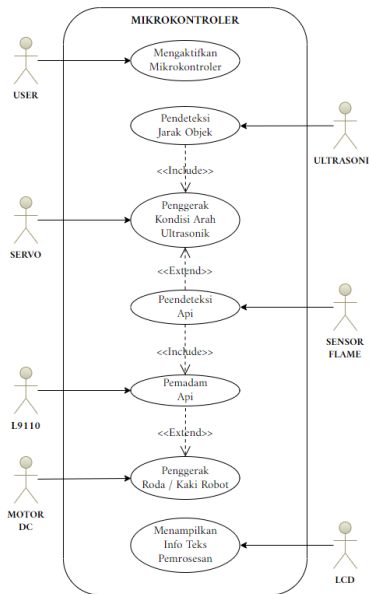 MIKROKONTROLER
Mengaktifkan
Mikrokontroler
USER
Pendeteksi
Jarak Objek
ULTRASONI
<<Include>>
Penggerak
Kondisi Arah
Ultrasonik
SERVO
<<Extend>>
Peendeteksi
Api
SENSOR
FLAME
<<Include>>
Pemadam
Api
L9110
<<Extend>>
Penggerak
Roda / Kaki Robot
MOTOR
DC
Menampilkan
Info Teks
Pemrosesan
LCD